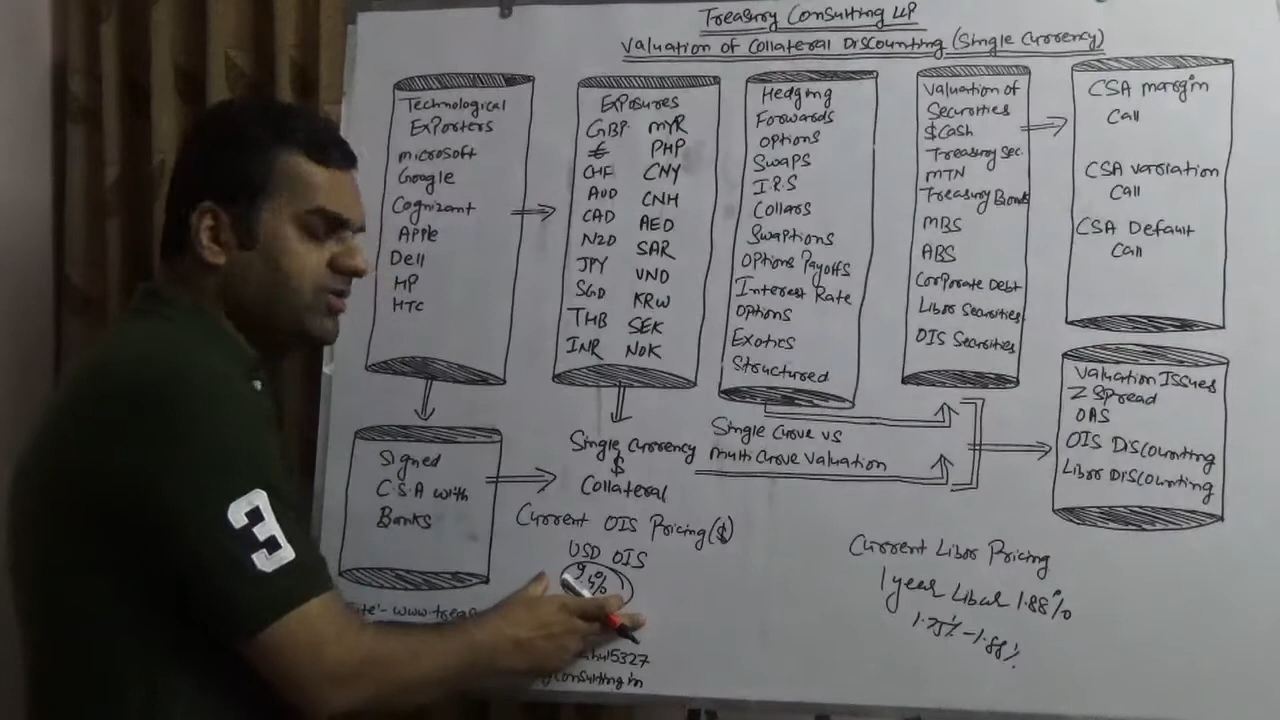 Treasury Consulting LLP
Valuation of Collateral Discounting (Single Currency)
Technological
Exporters
microsoft
Google
Cognizant
Apple
Dell
HP
HTC
Exposures
GBP MYR
€ PHP
CHF CNY
AUD CNH
CAD AED
NZD SAR
JPY VND
SGD KRW
THB SEK
INR NOK
Hedging
Forwards
Options
Swaps
I.R.S
Collars
Swaptions
Options Payoffs
Interest Rate
Options
Exotics
Structured
Valuation of
Securities
$Cash
Treasury Sec.
MTN
Treasury Bonds
MBS
ABS
Corporate Debt
Libor Securities
OIS Securities
CSA margin
Call
CSA variation
Call
CSA Default
Call
Signed
C.S.A with
Banks
Single Currency
$
Collateral
Single Curve vs
multi Curve Valuation
Valuation Issues
Z Spread
OAS
OIS Discounting
Libor Discounting
Current OIS Pricing($)
USD OIS
Current Libor Pricing
1 year Libor 1.88%
1.75% - 1.88%
3
5327
consulting.in